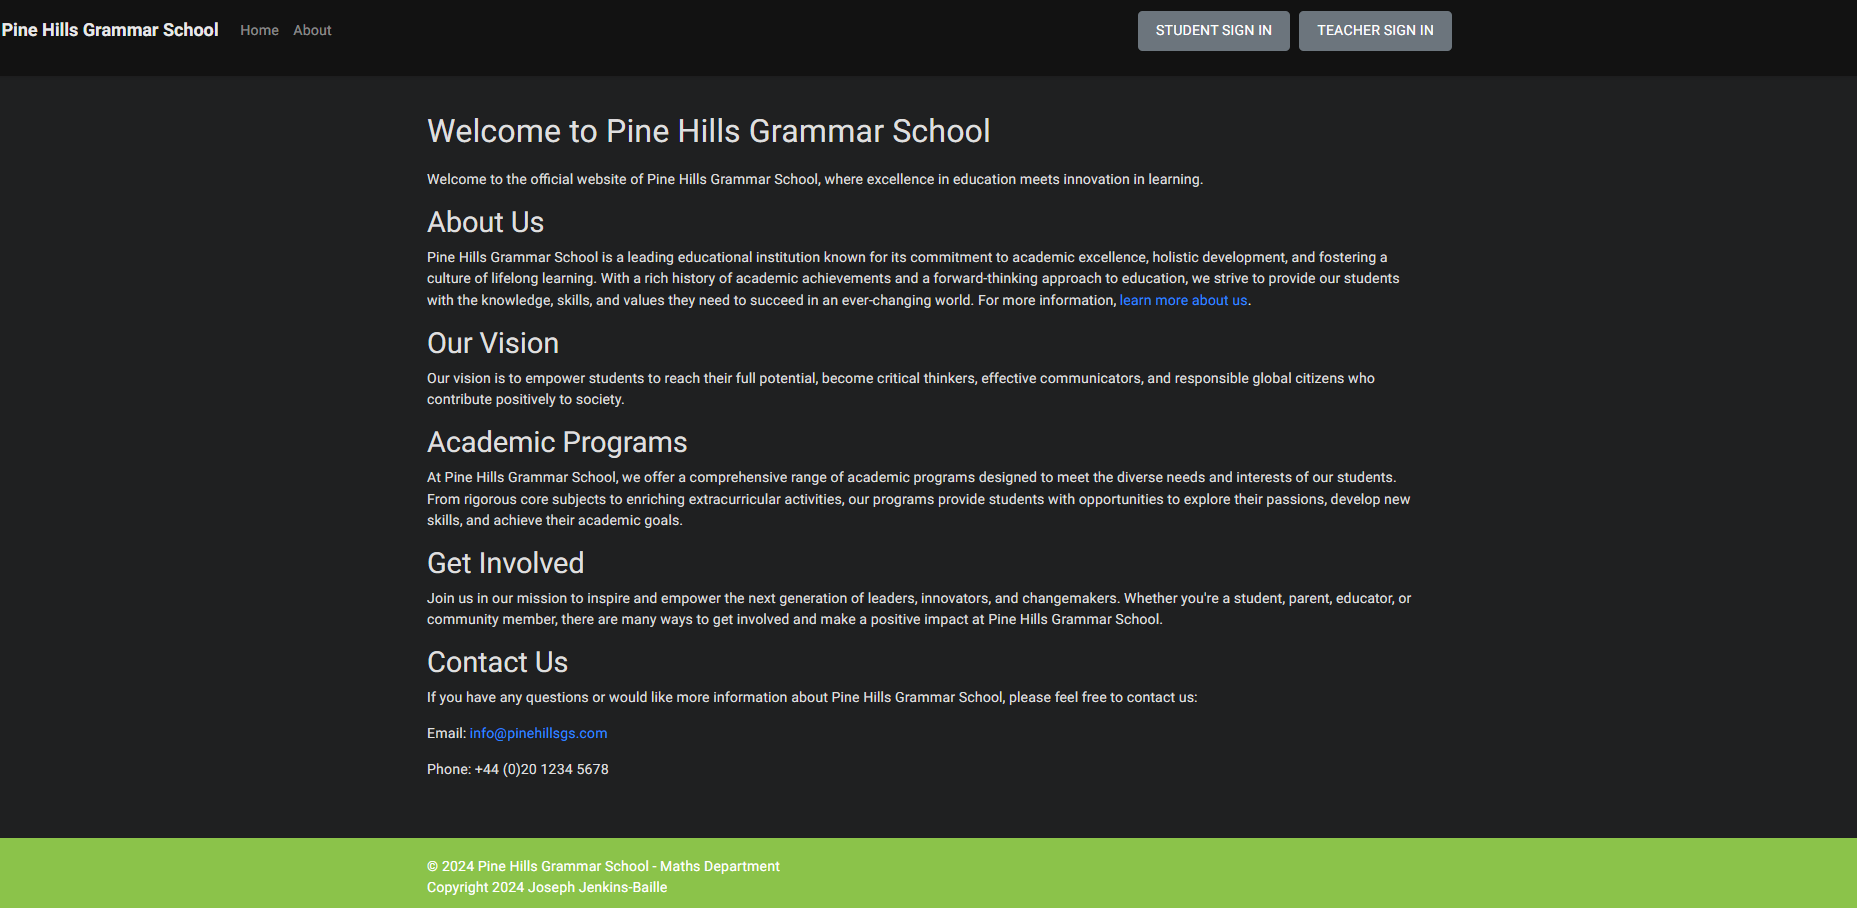 Pine Hills Grammar School Home About STUDENT SIGN IN TEACHER SIGN IN
Welcome to Pine Hills Grammar School
Welcome to the official website of Pine Hills Grammar School, where excellence in education meets innovation in learning.
About Us
Pine Hills Grammar School is a leading educational institution known for its commitment to academic excellence, holistic development, and fostering a
culture of lifelong learning. With a rich history of academic achievements and a forward-thinking approach to education, we strive to provide our students
with the knowledge, skills, and values they need to succeed in an ever-changing world. For more information, learn more about us.
Our Vision
Our vision is to empower students to reach their full potential, become critical thinkers, effective communicators, and responsible global citizens who
contribute positively to society.
Academic Programs
At Pine Hills Grammar School, we offer a comprehensive range of academic programs designed to meet the diverse needs and interests of our students.
From rigorous core subjects to enriching extracurricular activities, our programs provide students with opportunities to explore their passions, develop new
skills, and achieve their academic goals.
Get Involved
Join us in our mission to inspire and empower the next generation of leaders, innovators, and changemakers. Whether you're a student, parent, educator, or
community member, there are many ways to get involved and make a positive impact at Pine Hills Grammar School.
Contact Us
If you have any questions or would like more information about Pine Hills Grammar School, please feel free to contact us:
Email: info@pinehillsgs.com
Phone: +44 (0)20 1234 5678
© 2024 Pine Hills Grammar School - Maths Department
Copyright 2024 Joseph Jenkins-Baille